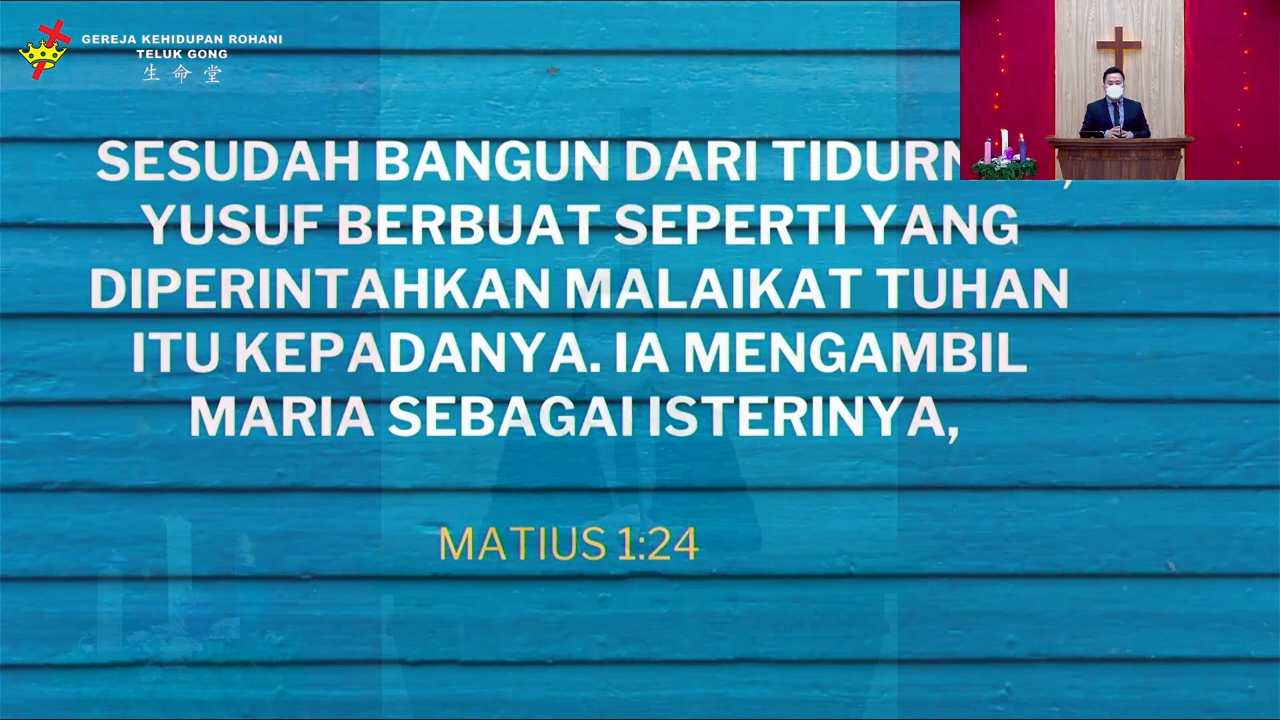 GEREJA KEHIDUPAN ROHANI
TELUK GONG
生 命 堂
SESUDAH BANGUN DARI
YUSUF BERBUAT SEPERTI YANG
DIPERINTAHKAN MALAIKAT TUHAN
ITU KEPADANYA. IA MENGAMBIL
MARIA SEBAGAI ISTERINYA,
MATIUS 1:24